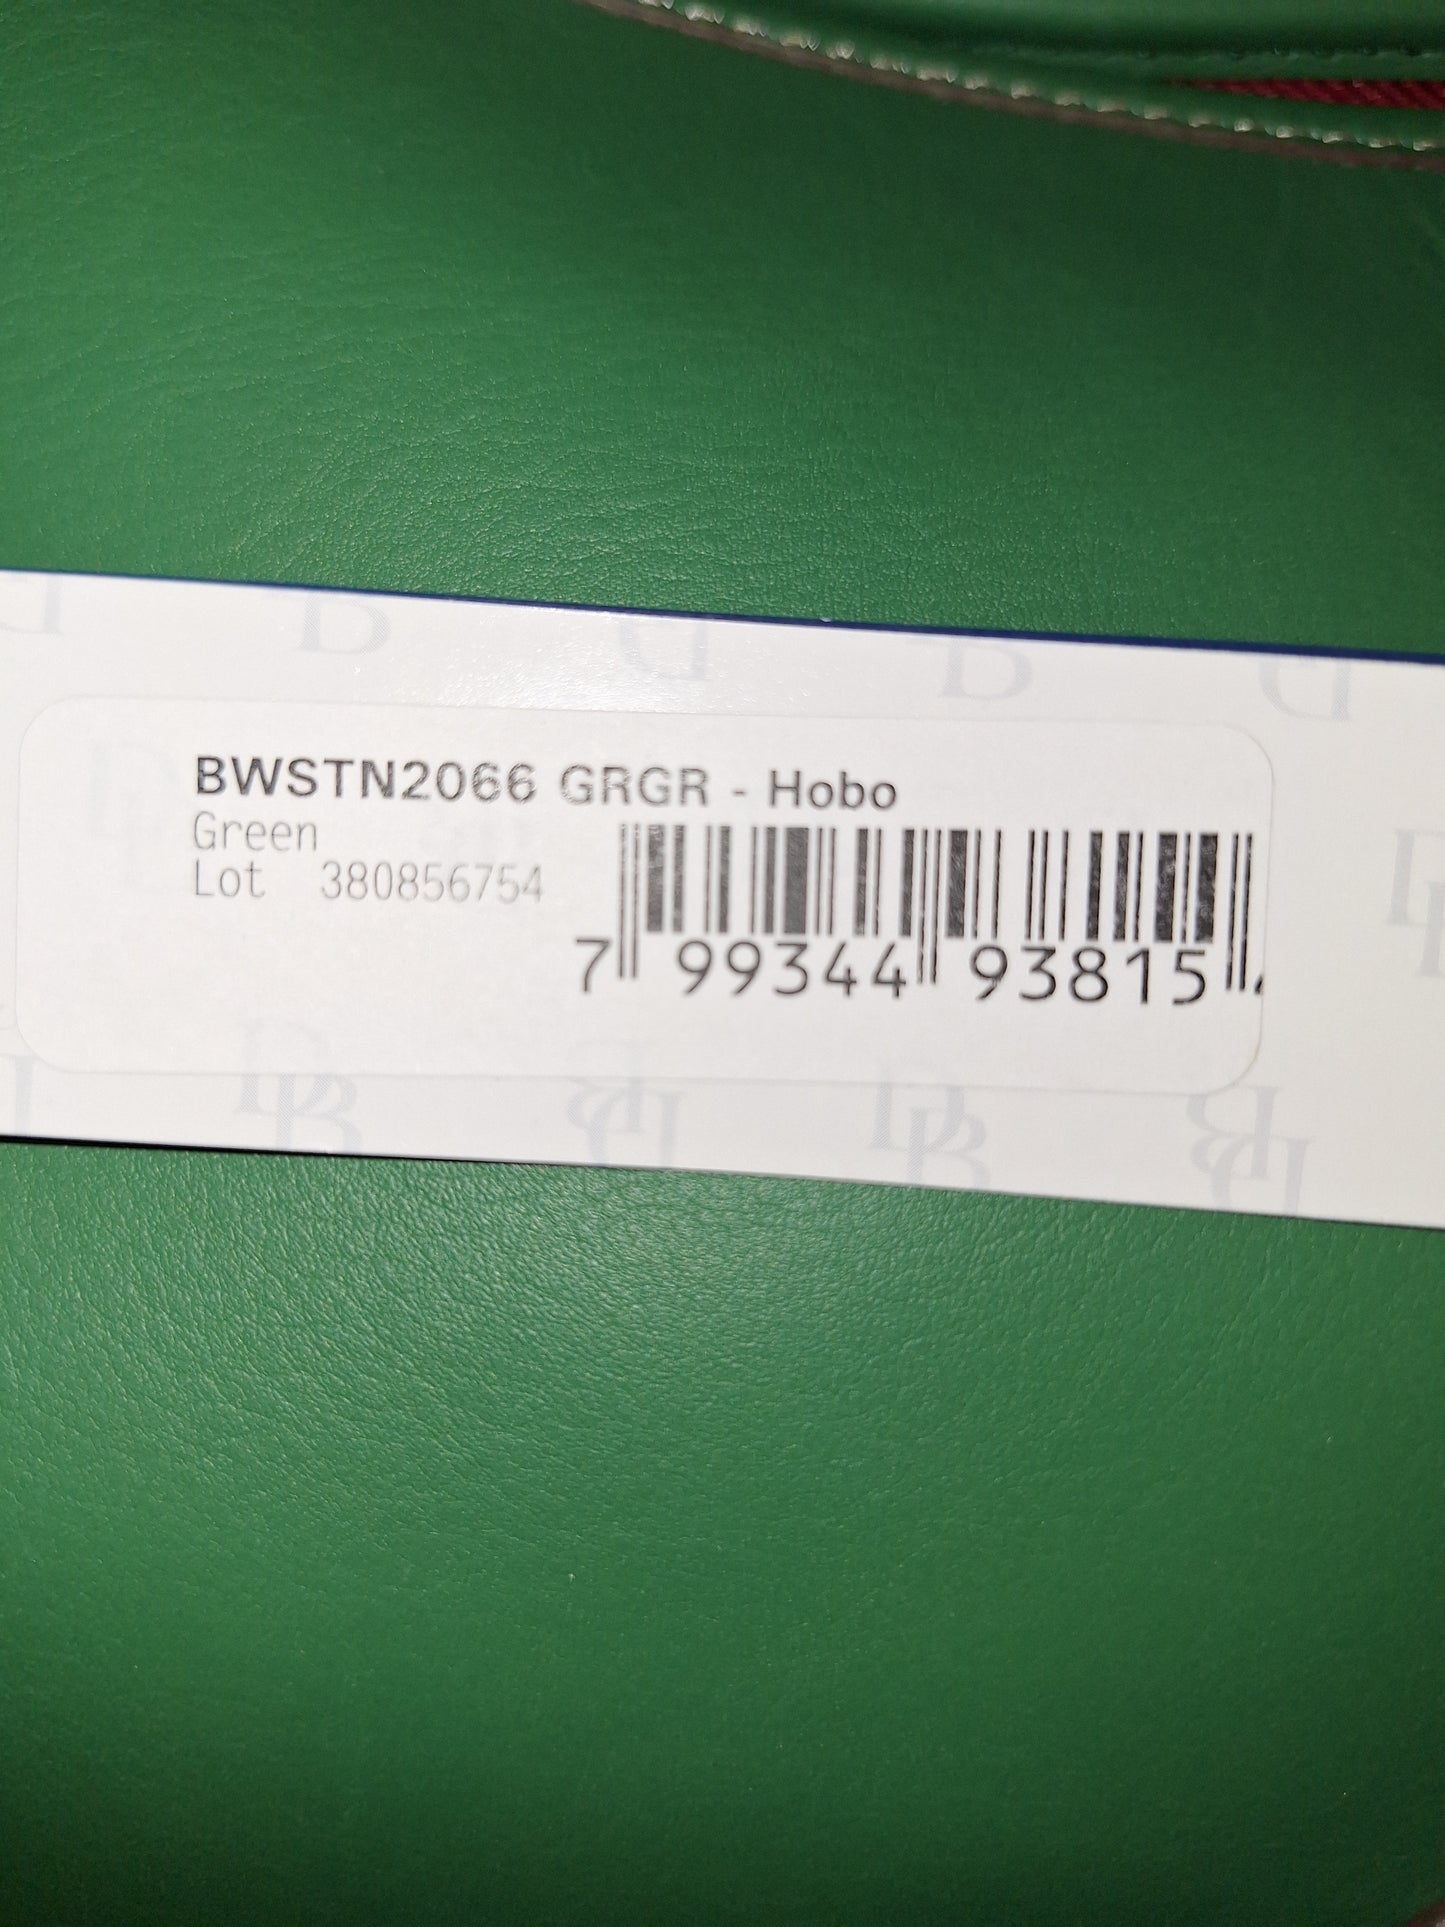 BWSTN2066 GRGR - Hobo
Green
Lot 380856754
7 99344 93815